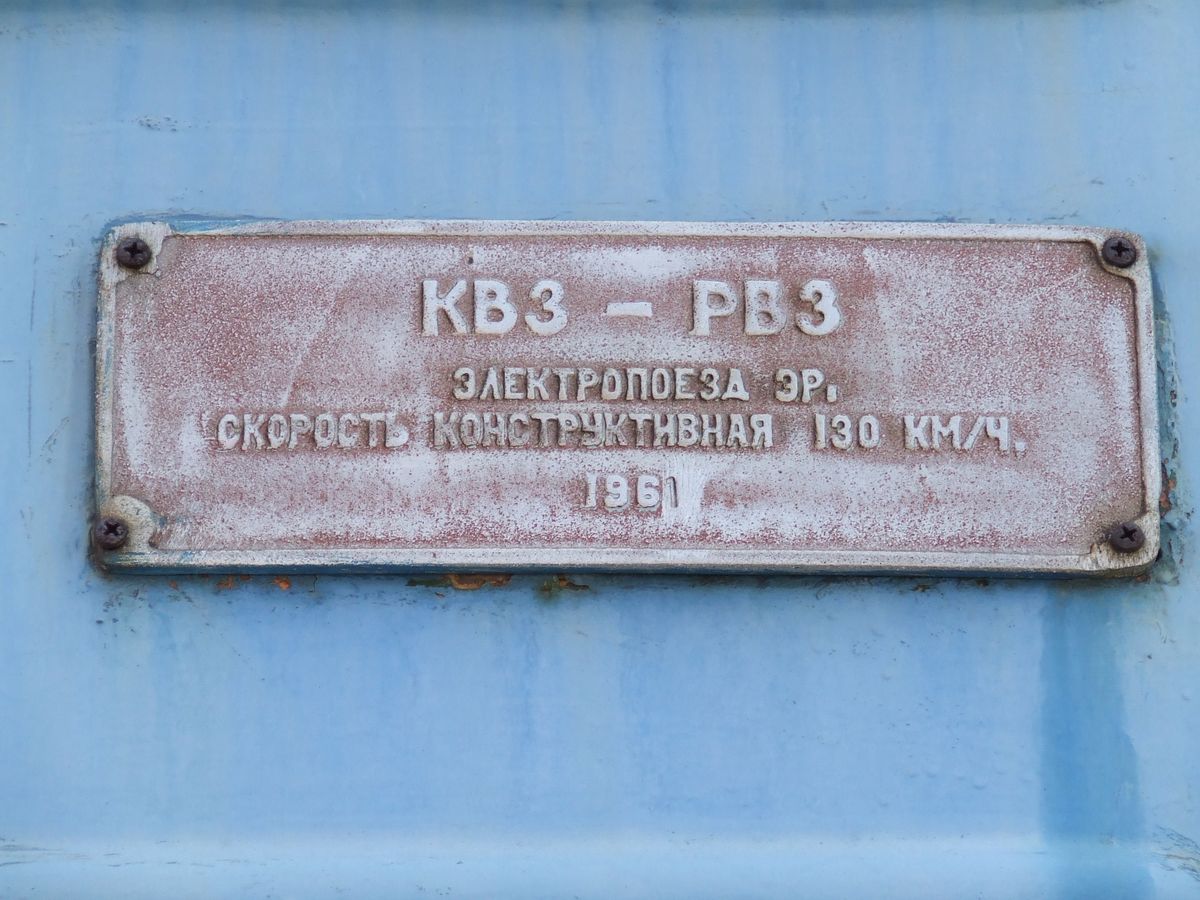 КВЗ – РВЗ
ЭЛЕКТРОПОЕЗД ЭР.
СКОРОСТЬ КОНСТРУКТИВНАЯ 130 КМ/Ч.
1961